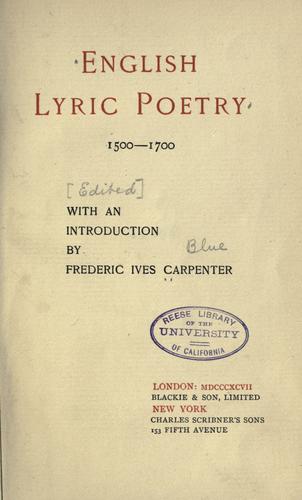 ENGLISH
LYRIC POETRY
1500—1700
[Edited]
WITH AN
INTRODUCTION
BY
Blue
FREDERIC IVES CARPENTER
REESE LIBRARY
OF THE
UNIVERSITY
OF CALIFORNIA
LONDON: MDCCCXCVII
BLACKIE & SON, LIMITED
NEW YORK
CHARLES SCRIBNER'S SONS
153 FIFTH AVENUE